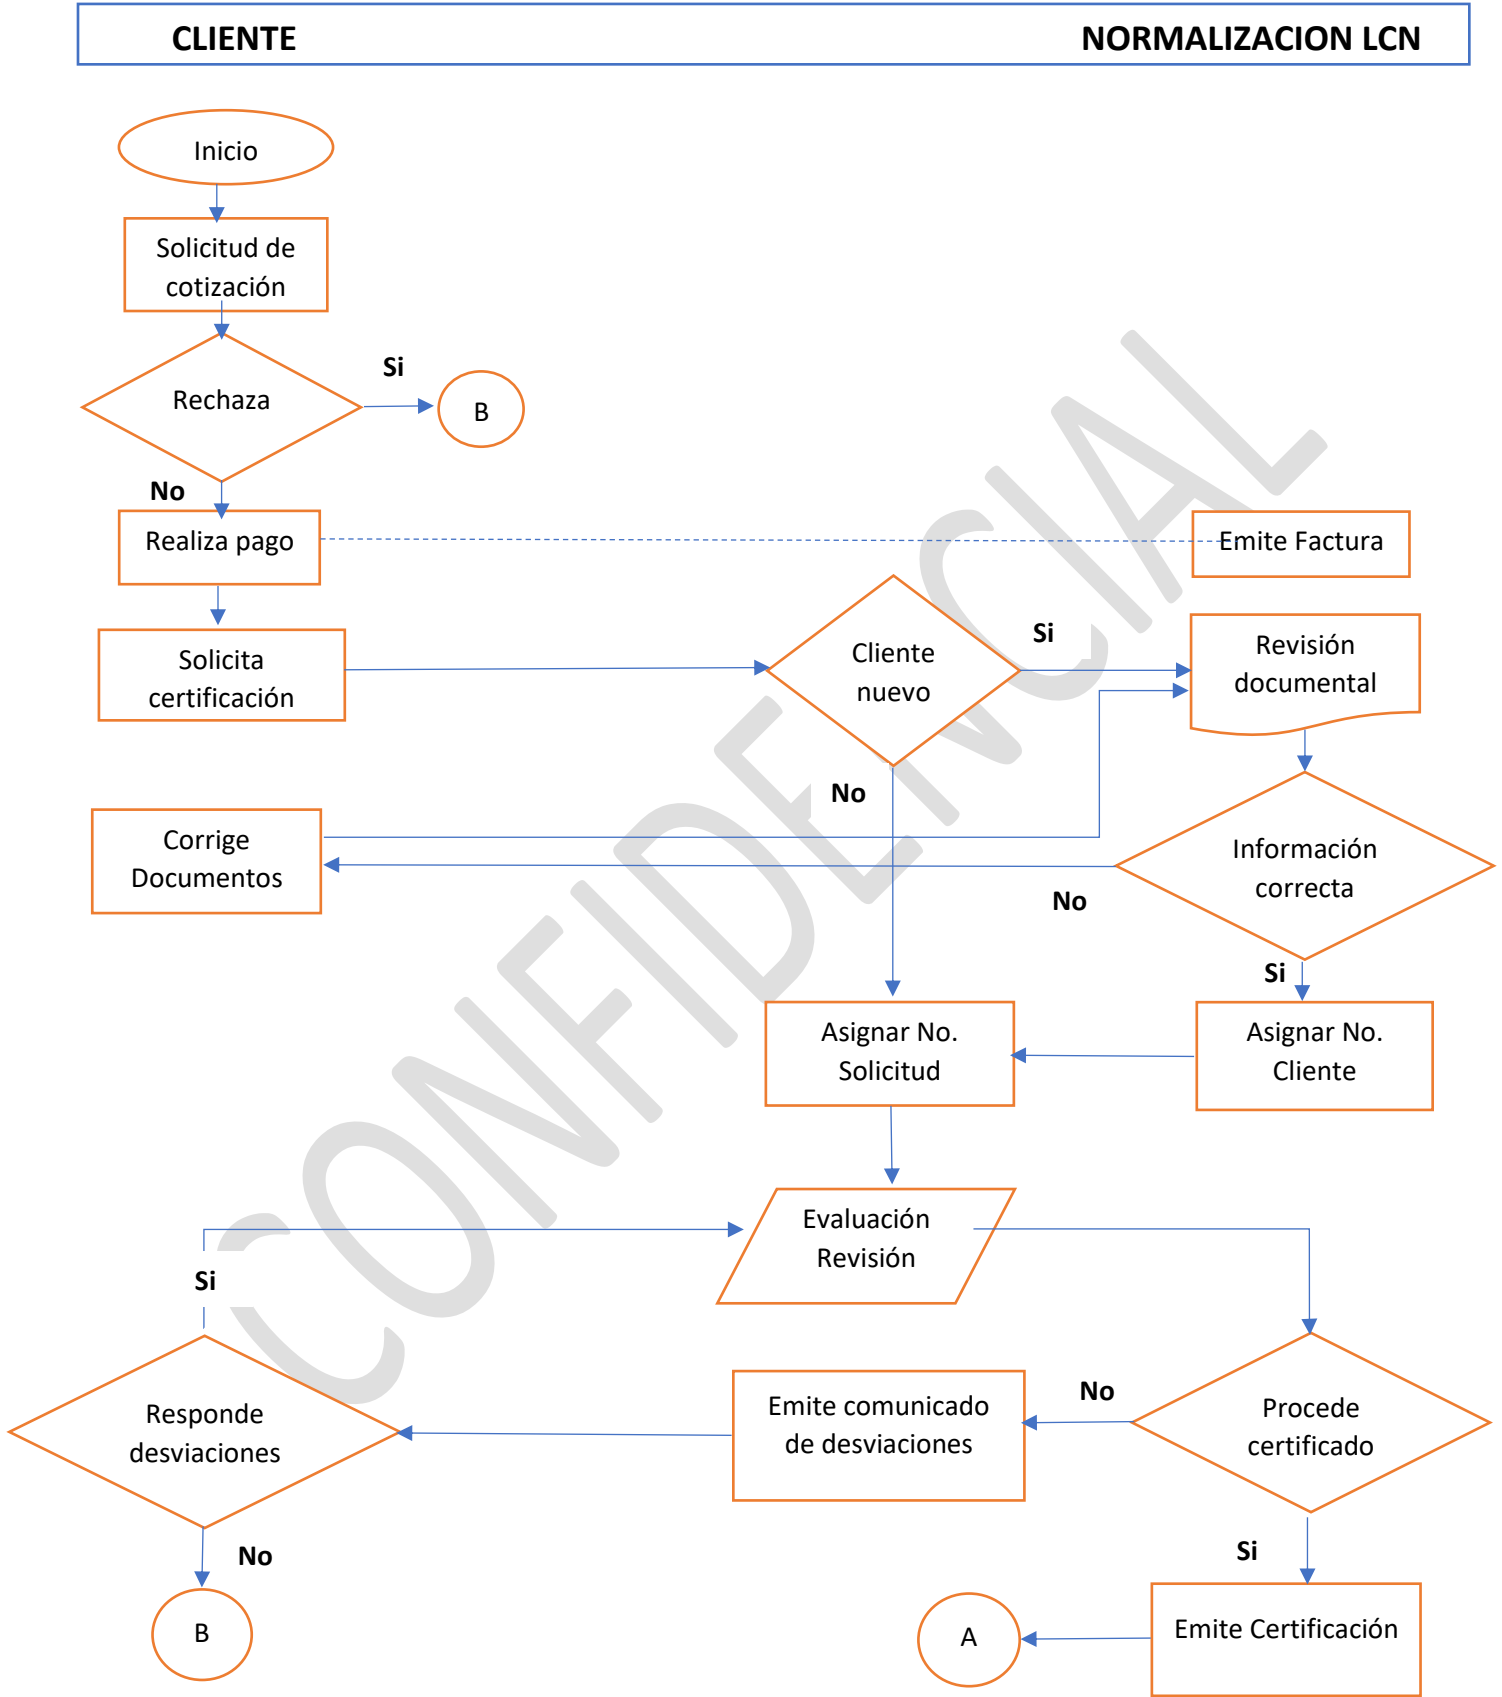 CLIENTE NORMALIZACION LCN
Inicio
Solicitud de
cotización
Rechaza
Si
B
No
Realiza pago
Emite Factura
Solicita
certificación
Cliente
nuevo
Si
Revisión
documental
No
Corrige
Documentos
Información
correcta
No
Si
Asignar No.
Solicitud
Asignar No.
Cliente
Evaluación
Revisión
Si
Responde
desviaciones
Emite comunicado
de desviaciones
No
Procede
certificado
No
B
Si
Emite Certificación
A
CONFIDENCIAL